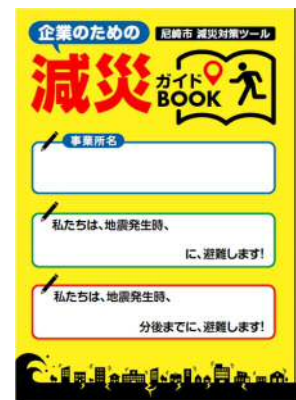 企業のための
尼崎市 減災対策ツール
減災ガイド
BOOK
事業所名
私たちは、地震発生時、
に、避難します!
私たちは、地震発生時、
分後までに、避難します!